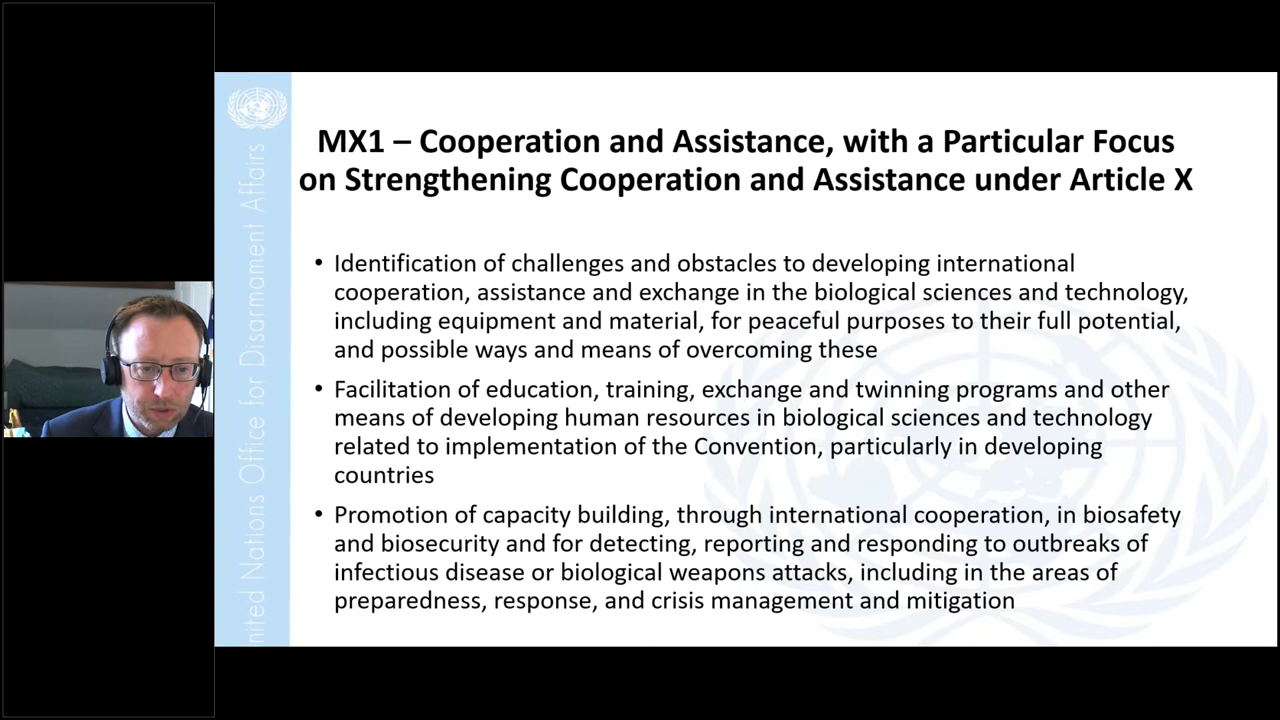 MX1 – Cooperation and Assistance, with a Particular Focus
on Strengthening Cooperation and Assistance under Article X
• Identification of challenges and obstacles to developing international
cooperation, assistance and exchange in the biological sciences and technology,
including equipment and material, for peaceful purposes to their full potential,
and possible ways and means of overcoming these
• Facilitation of education, training, exchange and twinning programs and other
means of developing human resources in biological sciences and technology
related to implementation of the Convention, particularly in developing
countries
• Promotion of capacity building, through international cooperation, in biosafety
and biosecurity and for detecting, reporting and responding to outbreaks of
infectious disease or biological weapons attacks, including in the areas of
preparedness, response, and crisis management and mitigation
nited Nations Office for Disarmament Affairs